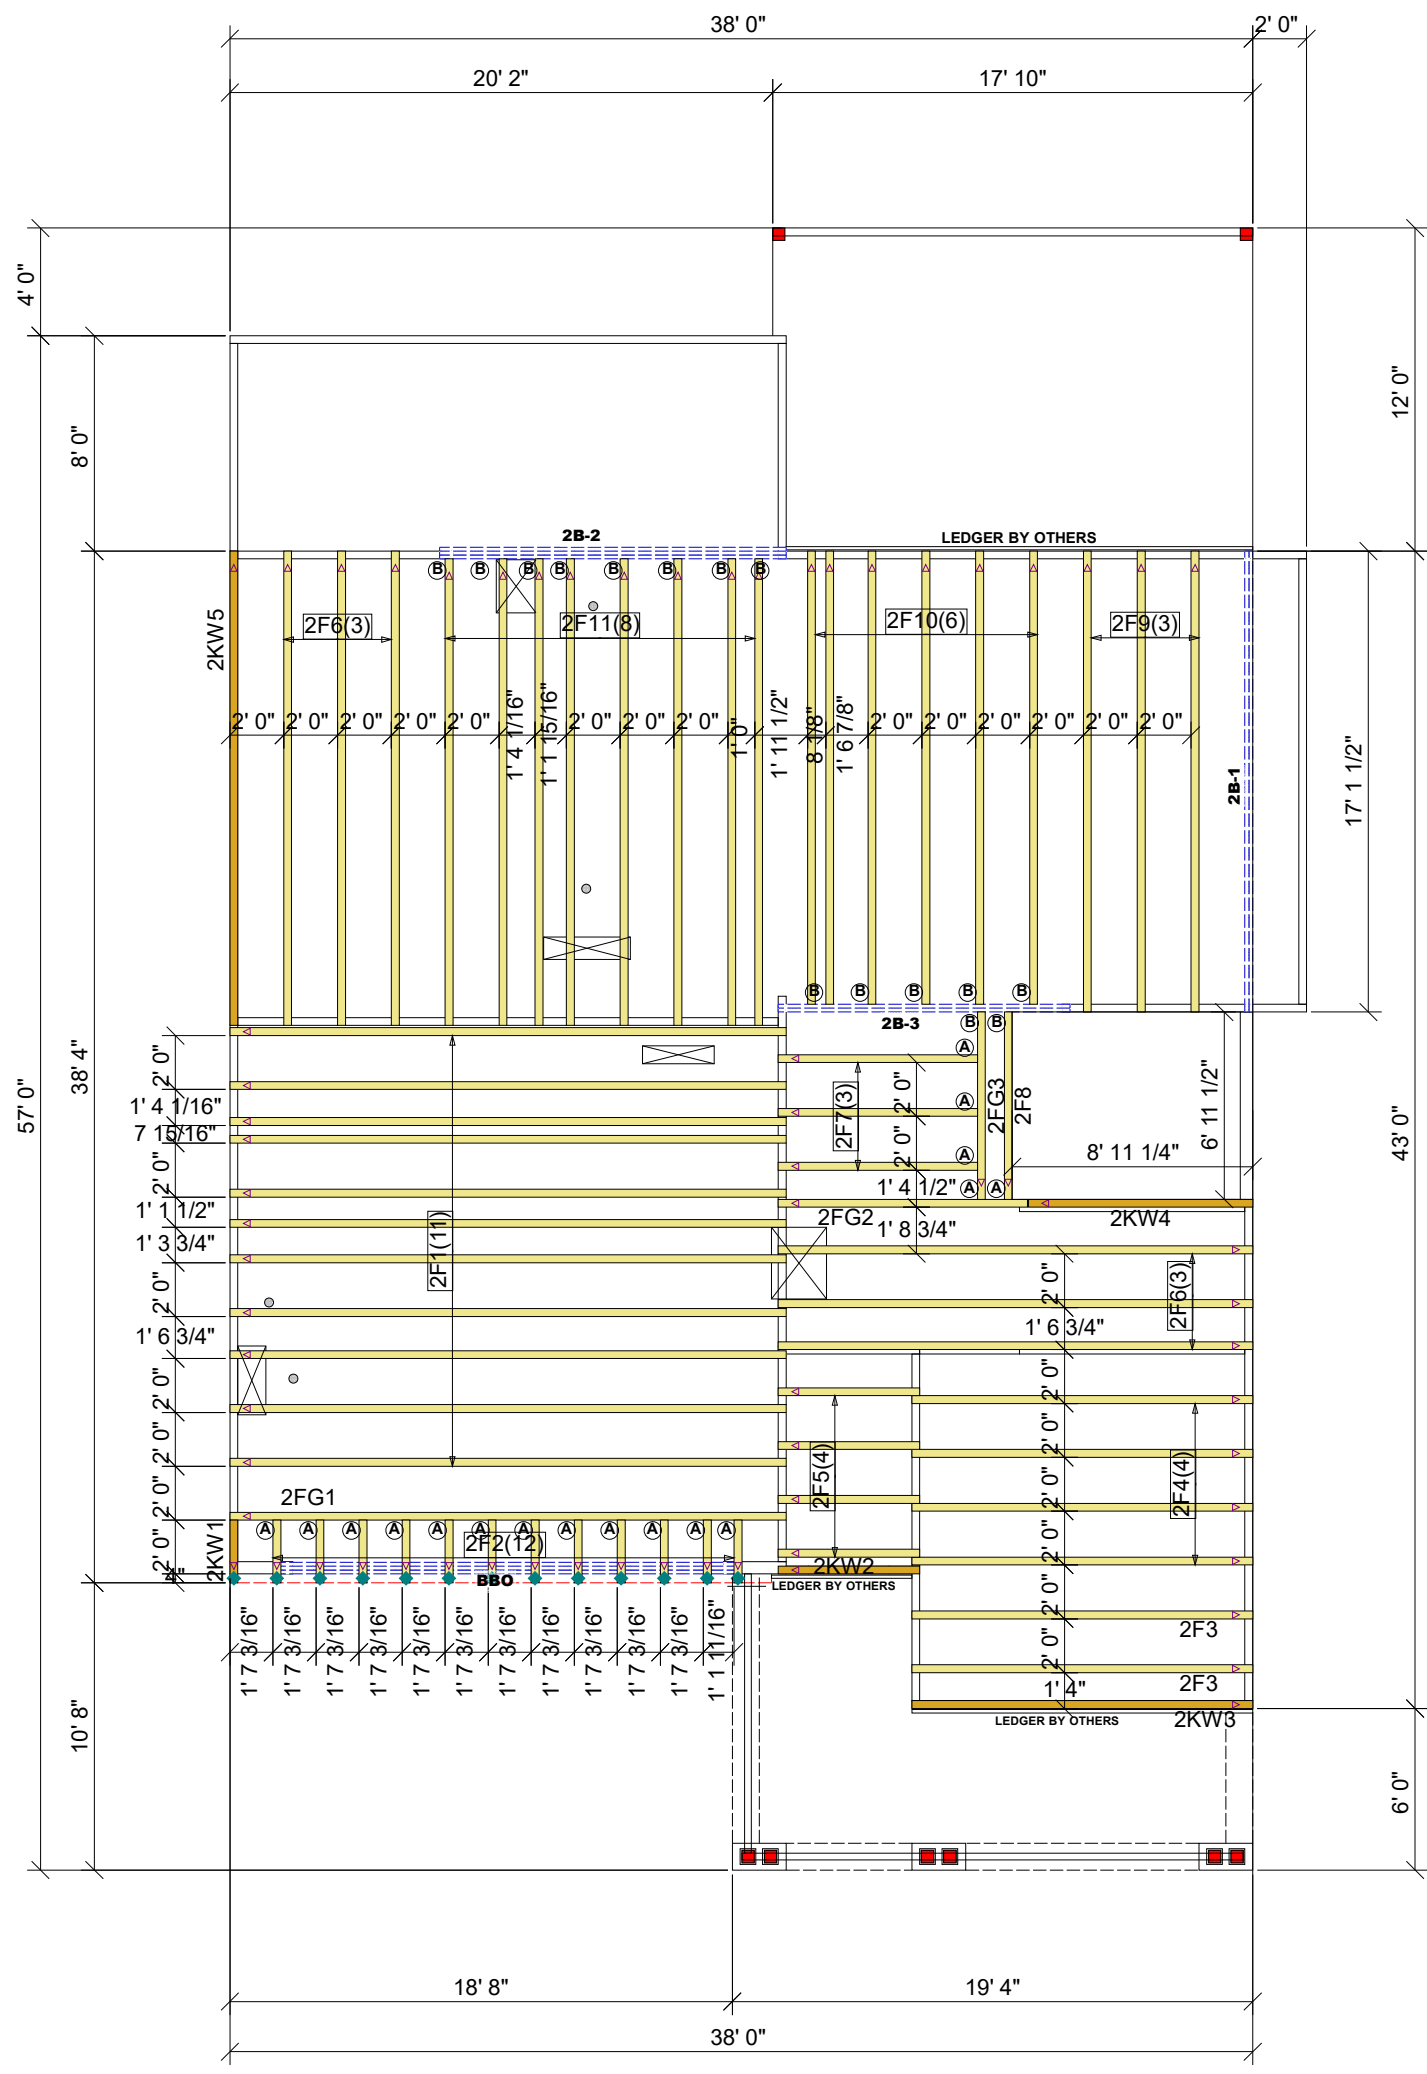 38' 0"
2' 0"
20' 2"
17' 10"
4' 0"
8' 0"
12' 0"
2B-2
LEDGER BY OTHERS
B B B B B B B B
2KW5
2F6(3)
2F11(8)
2F10(6)
2F9(3)
2' 0" 2' 0" 2' 0" 2' 0" 2' 0" 1' 4 1/16" 1' 1 15/16" 2' 0" 2' 0" 2' 0" 1' 0" 1' 11 1/2" 8 1/8" 1' 6 7/8" 2' 0" 2' 0" 2' 0" 2' 0" 2' 0" 2' 0"
2B-1
17' 1 1/2"
B B B B B
2B-3
B B
57' 0"
38' 4"
43' 0"
2' 0"
1' 4 1/16"
7 15/16"
2' 0"
1' 1 1/2"
1' 3 3/4"
2' 0"
1' 6 3/4"
2' 0"
2' 0"
2' 0"
2' 0"
4"
2F1(11)
A
A
A
2F7(3)
2' 0"
2' 0"
2FG3
2F8
6' 11 1/2"
8' 11 1/4"
1' 4 1/2"
A A
2FG2
1' 8 3/4"
2KW4
2' 0"
2F6(3)
1' 6 3/4"
2' 0"
2' 0"
2' 0"
2' 0"
2' 0"
2' 0"
1' 4"
2F5(4)
2F4(4)
2FG1
2KW1
A A A A A A A A A A A A
2F2(12)
BBO
2KW2
LEDGER BY OTHERS
2F3
2F3
2KW3
LEDGER BY OTHERS
1' 7 3/16" 1' 7 3/16" 1' 7 3/16" 1' 7 3/16" 1' 7 3/16" 1' 7 3/16" 1' 7 3/16" 1' 7 3/16" 1' 7 3/16" 1' 7 3/16" 1' 7 3/16" 1' 1 11/16"
10' 8"
6' 0"
18' 8"
19' 4"
38' 0"